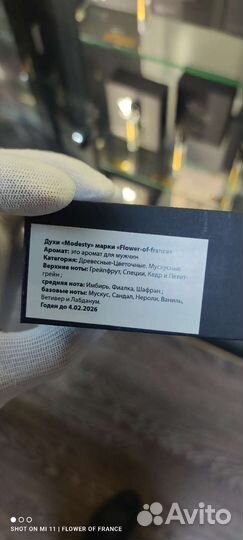 Духи «Modesty» марки «Flower-of-france»
Аромат: это аромат для мужчин
Категория: Древесные-Цветочные, Мускусные
Верхние ноты: Грейпфрут, Специи, Кедр и Петит-
грейн ;
средняя нота: Имбирь, Фиалка, Шафран ;
базовые ноты: Мускус, Сандал, Нероли, Ваниль,
Ветивер и Лабданум.
Годен до 4.02.2026
SHOT ON MI 11 | FLOWER OF FRANCE
Avito